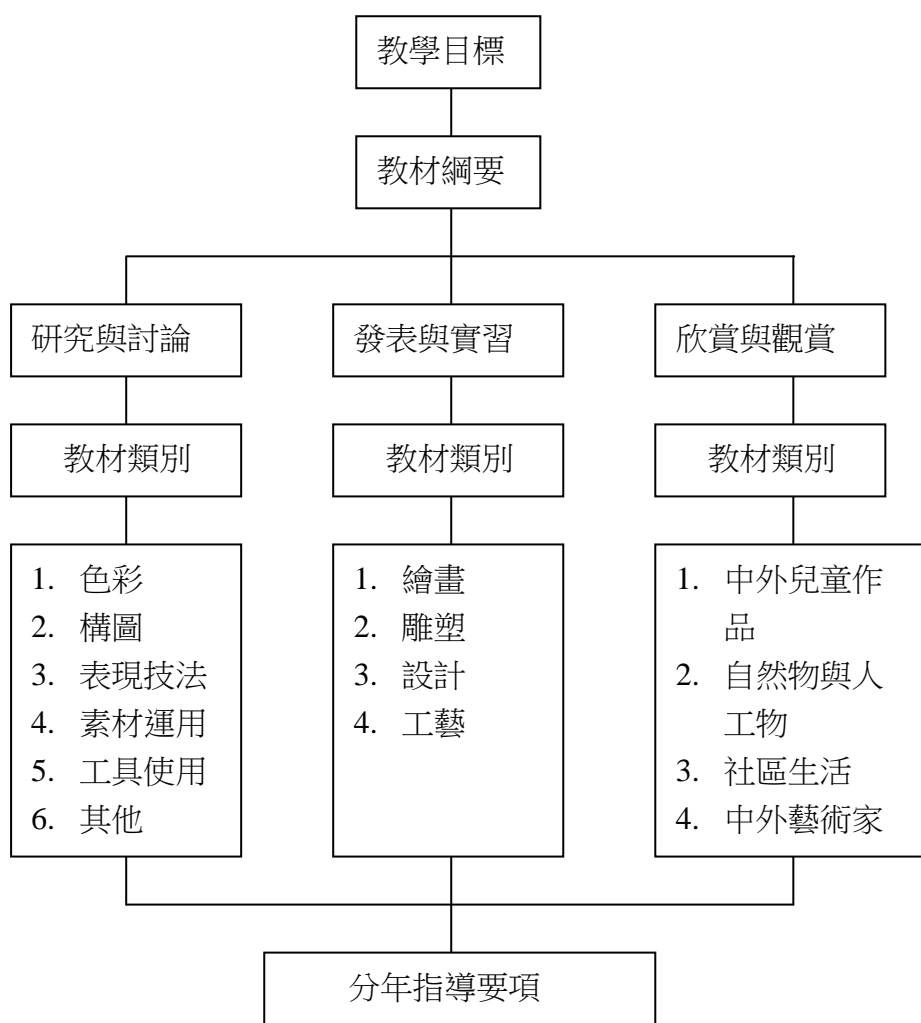 教學目標
教材綱要
研究與討論
教材類別
1. 色彩
2. 構圖
3. 表現技法
4. 素材運用
5. 工具使用
6. 其他
發表與實習
教材類別
1. 繪畫
2. 雕塑
3. 設計
4. 工藝
欣賞與觀賞
教材類別
1. 中外兒童作
品
2. 自然物與人
工物
3. 社區生活
4. 中外藝術家
分年指導要項